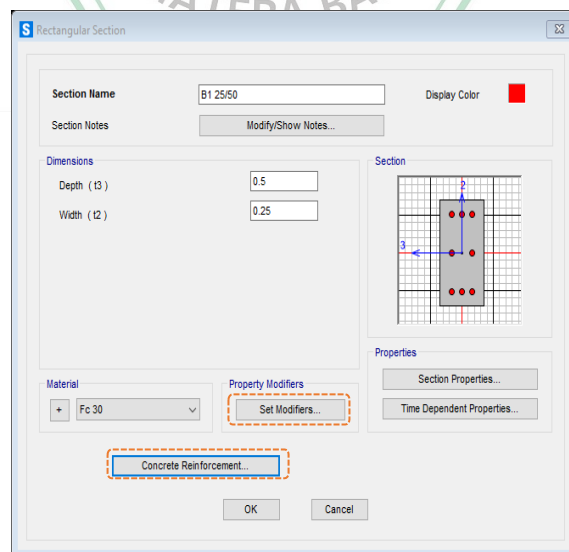 Rectangular Section
Section Name B1 25/50 Display Color
Section Notes Modify/Show Notes...
Dimensions Section
Depth ( t3 ) 0.5
Width ( t2 ) 0.25
2
3
Properties
Section Properties...
Time Dependent Properties...
Material Property Modifiers
+ Fc 30 Set Modifiers...
Concrete Reinforcement...
OK Cancel